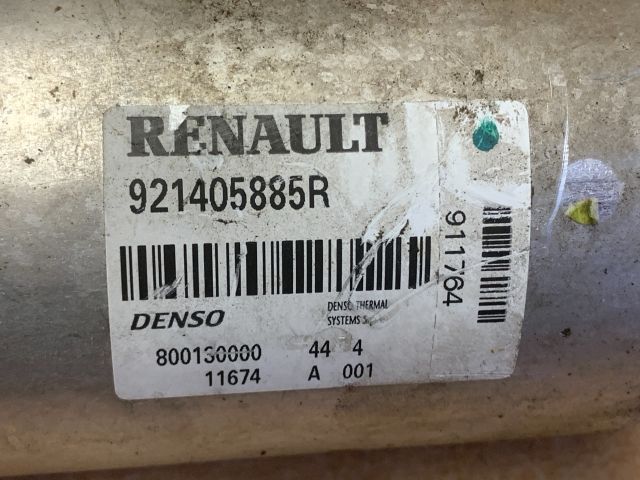 RENAULT
921405885R
911764
DENSO
DENSO THERMAL
SYSTEMS
800130000 44 4
11674 A 001